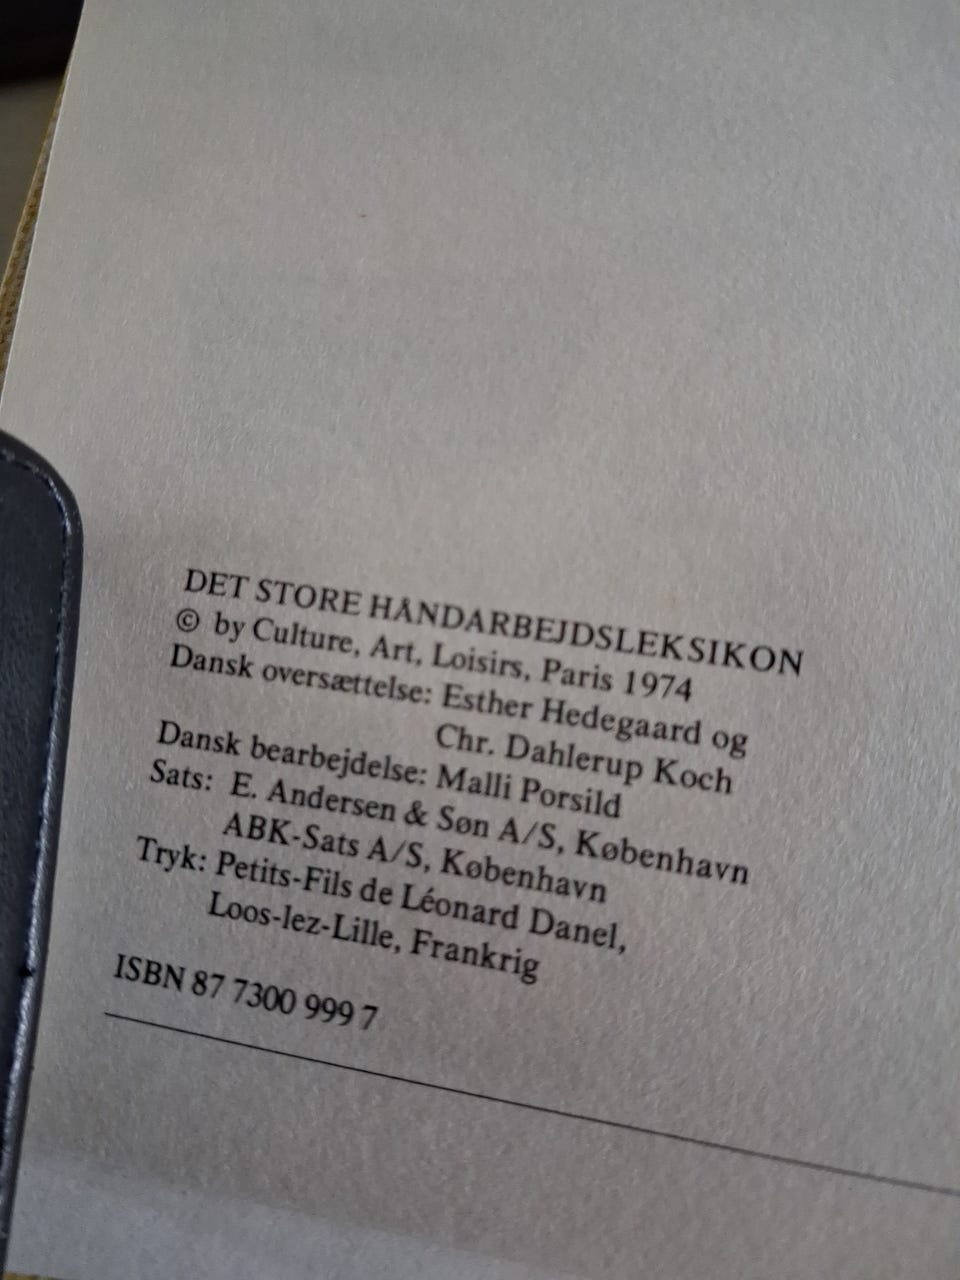 DET STORE HÅNDARBEJDSLEKSIKON
© by Culture, Art, Loisirs, Paris 1974
Dansk oversættelse: Esther Hedegaard og
Chr. Dahlerup Koch
Dansk bearbejdelse: Malli Porsild
Sats: E. Andersen & Søn A/S, København
ABK-Sats A/S, København
Tryk: Petits-Fils de Léonard Danel,
Loos-lez-Lille, Frankrig
ISBN 87 7300 999 7